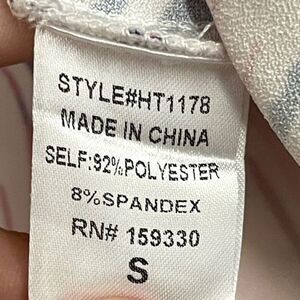 STYLE#HT1178
MADE IN CHINA
SELF:92%POLYESTER
8%SPANDEX
RN# 159330
S